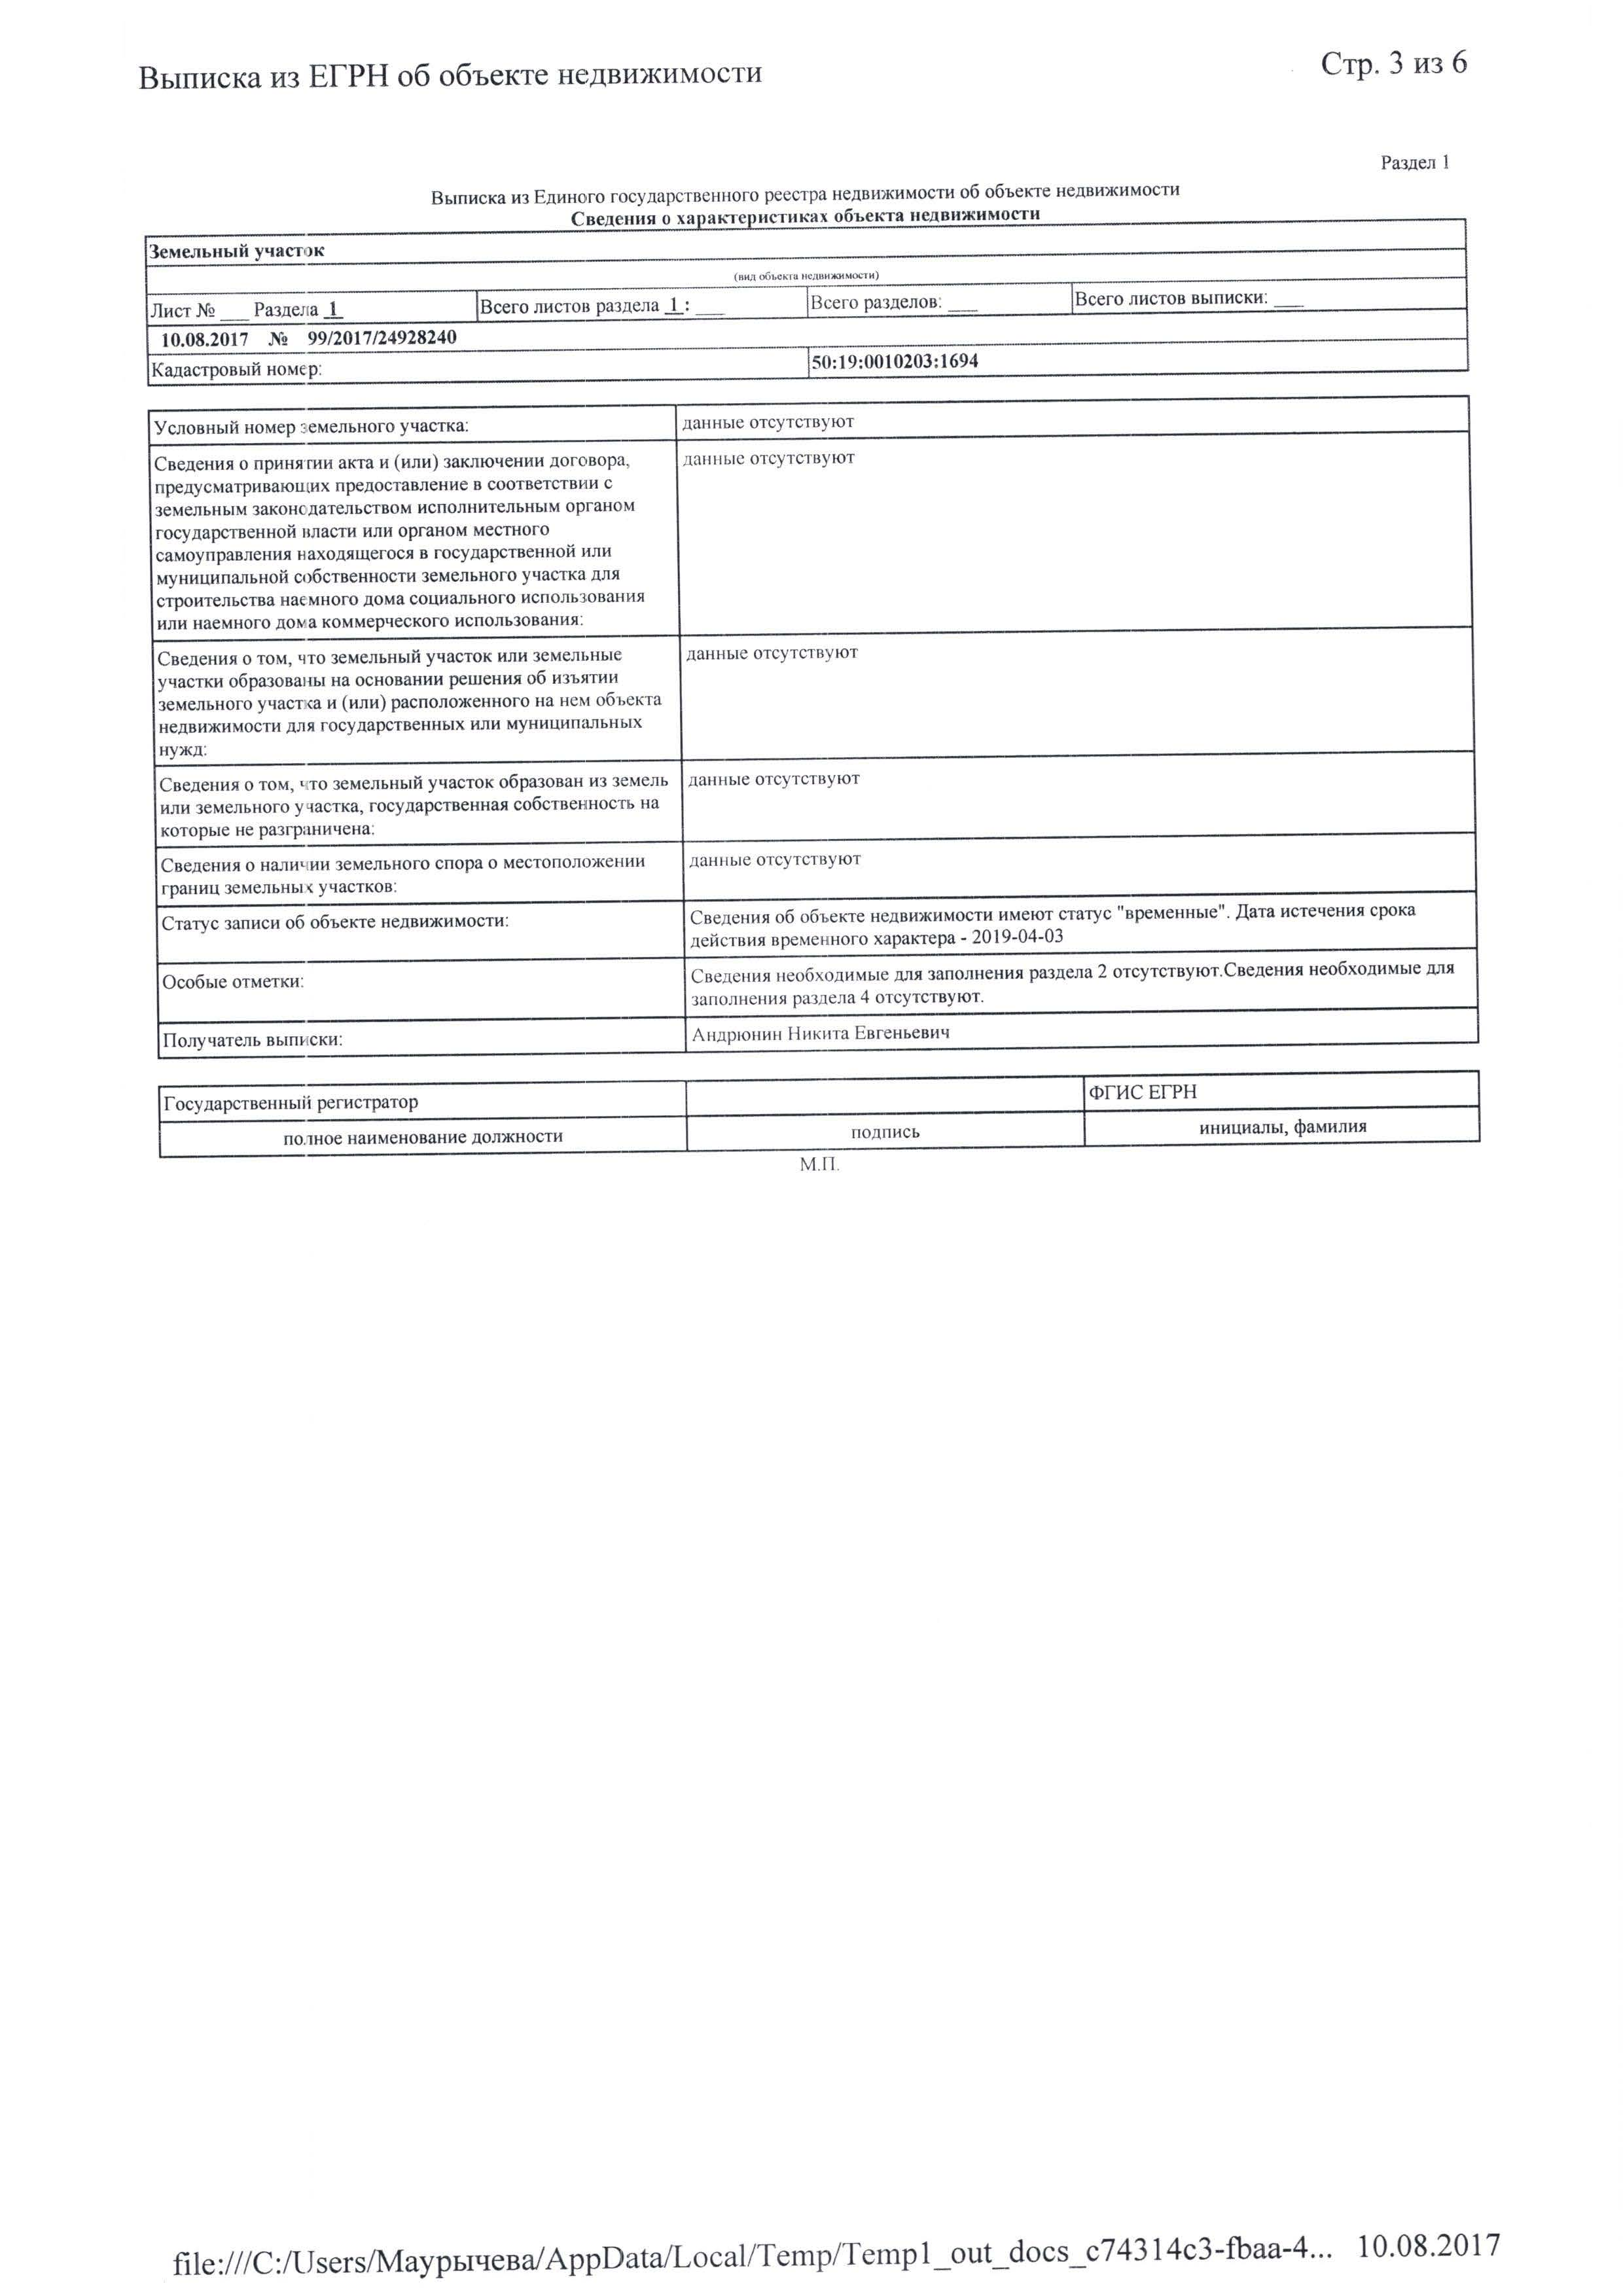 Выписка из ЕГРН об объекте недвижимости
Стр. 3 из 6
Раздел 1
Выписка из Единого государственного реестра недвижимости об объекте недвижимости
Сведения о характеристиках объекта недвижимости
Земельный участок
(вид объекта недвижимости)
Лист № ___ Раздела 1 Всего листов раздела 1 : ___ Всего разделов: ___ Всего листов выписки: ___
10.08.2017 № 99/2017/24928240
Кадастровый номер: 50:19:0010203:1694
Условный номер земельного участка: данные отсутствуют
Сведения о принятии акта и (или) заключении договора, данные отсутствуют
предусматривающих предоставление в соответствии с
земельным законодательством исполнительным органом
государственной власти или органом местного
самоуправления находящегося в государственной или
муниципальной собственности земельного участка для
строительства наемного дома социального использования
или наемного дома коммерческого использования:
Сведения о том, что земельный участок или земельные данные отсутствуют
участки образованы на основании решения об изъятии
земельного участка и (или) расположенного на нем объекта
недвижимости для государственных или муниципальных
нужд:
Сведения о том, что земельный участок образован из земель данные отсутствуют
или земельного участка, государственная собственность на
которые не разграничена:
Сведения о наличии земельного спора о местоположении данные отсутствуют
границ земельных участков:
Статус записи об объекте недвижимости: Сведения об объекте недвижимости имеют статус "временные". Дата истечения срока
действия временного характера - 2019-04-03
Особые отметки: Сведения необходимые для заполнения раздела 2 отсутствуют.Сведения необходимые для
заполнения раздела 4 отсутствуют.
Получатель выписки: Андрюнин Никита Евгеньевич
Государственный регистратор ФГИС ЕГРН
полное наименование должности подпись инициалы, фамилия
М.П.
file:///C:/Users/Маурычева/AppData/Local/Temp/Temp1_out_docs_c74314c3-fbaa-4... 10.08.2017